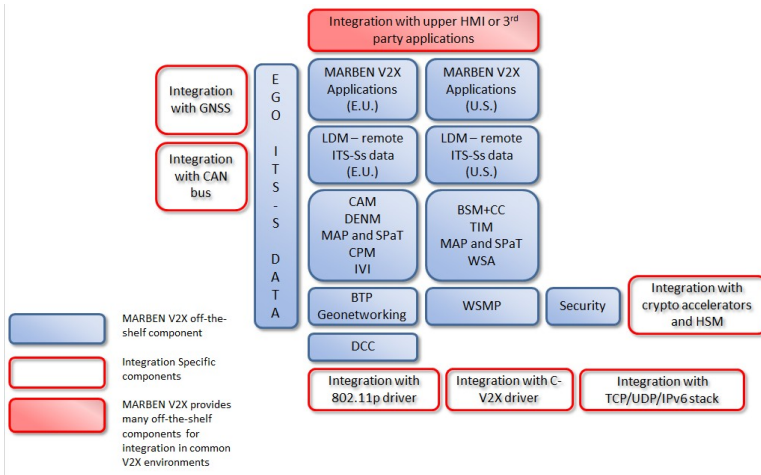 Integration with upper HMI or 3rd
party applications
Integration
with GNSS
Integration
with CAN
bus
E
G
O
I
T
S
-
S
D
A
T
A
MARBEN V2X
Applications
(E.U.)
MARBEN V2X
Applications
(U.S.)
LDM – remote
ITS-Ss data
(E.U.)
LDM – remote
ITS-Ss data
(U.S.)
CAM
DENM
MAP and SPaT
CPM
IVI
BSM+CC
TIM
MAP and SPaT
WSA
BTP
Geonetworking
WSMP
Security
Integration with
crypto accelerators
and HSM
DCC
Integration with
802.11p driver
Integration with C-
V2X driver
Integration with
TCP/UDP/IPv6 stack
MARBEN V2X off-the-
shelf component
Integration Specific
components
MARBEN V2X provides
many off-the-shelf
components for
integration in common
V2X environments